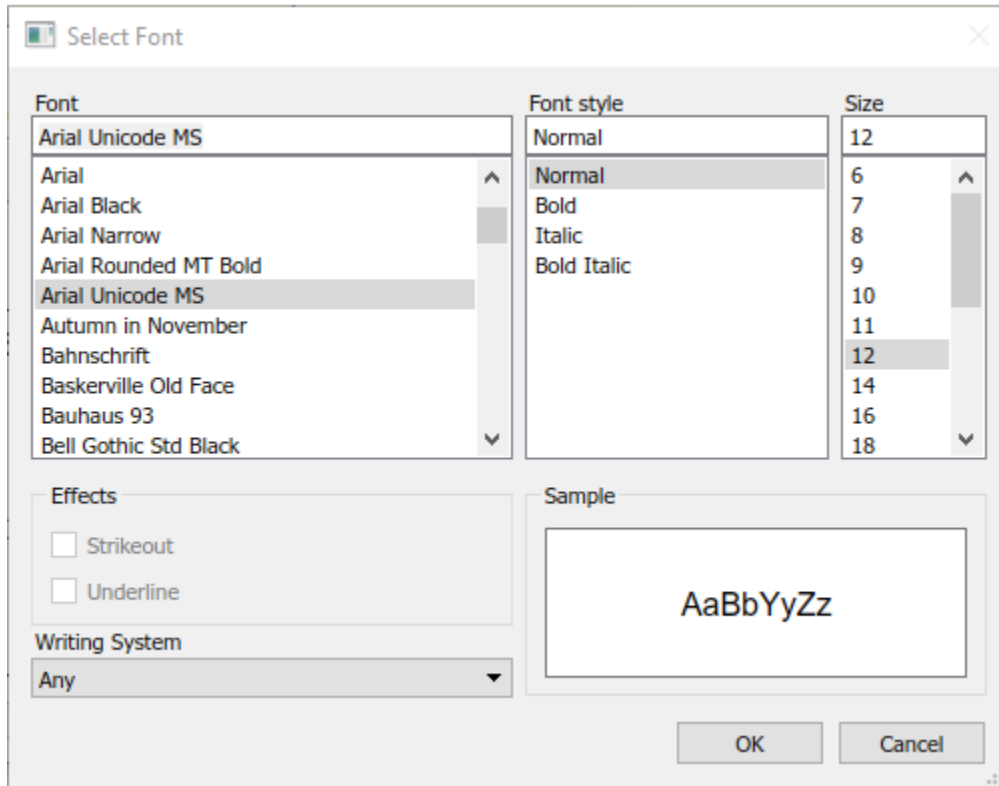 Select Font
Font
Arial Unicode MS
Arial
Arial Black
Arial Narrow
Arial Rounded MT Bold
Arial Unicode MS
Autumn in November
Bahnschrift
Baskerville Old Face
Bauhaus 93
Bell Gothic Std Black
Font style
Normal
Normal
Bold
Italic
Bold Italic
Size
12
6
7
8
9
10
11
12
14
16
18
Effects
Strikeout
Underline
Writing System
Any
Sample
AaBbYyZz
OK
Cancel